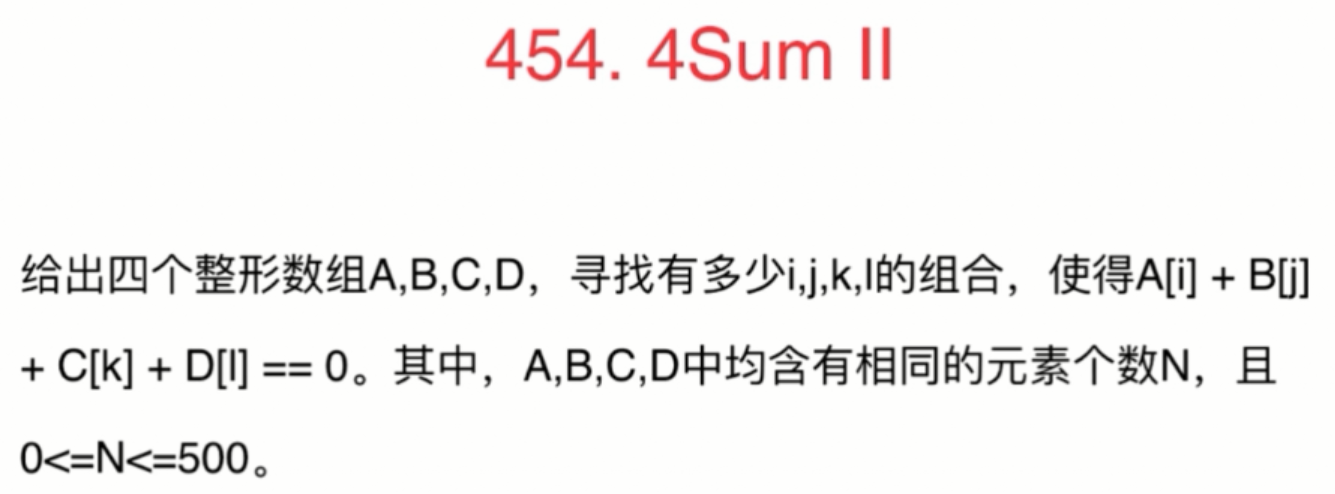 454. 4Sum II
给出四个整形数组A,B,C,D，寻找有多少i,j,k,l的组合，使得A[i] + B[j]
+ C[k] + D[l] == 0。其中，A,B,C,D中均含有相同的元素个数N，且
0<=N<=500。